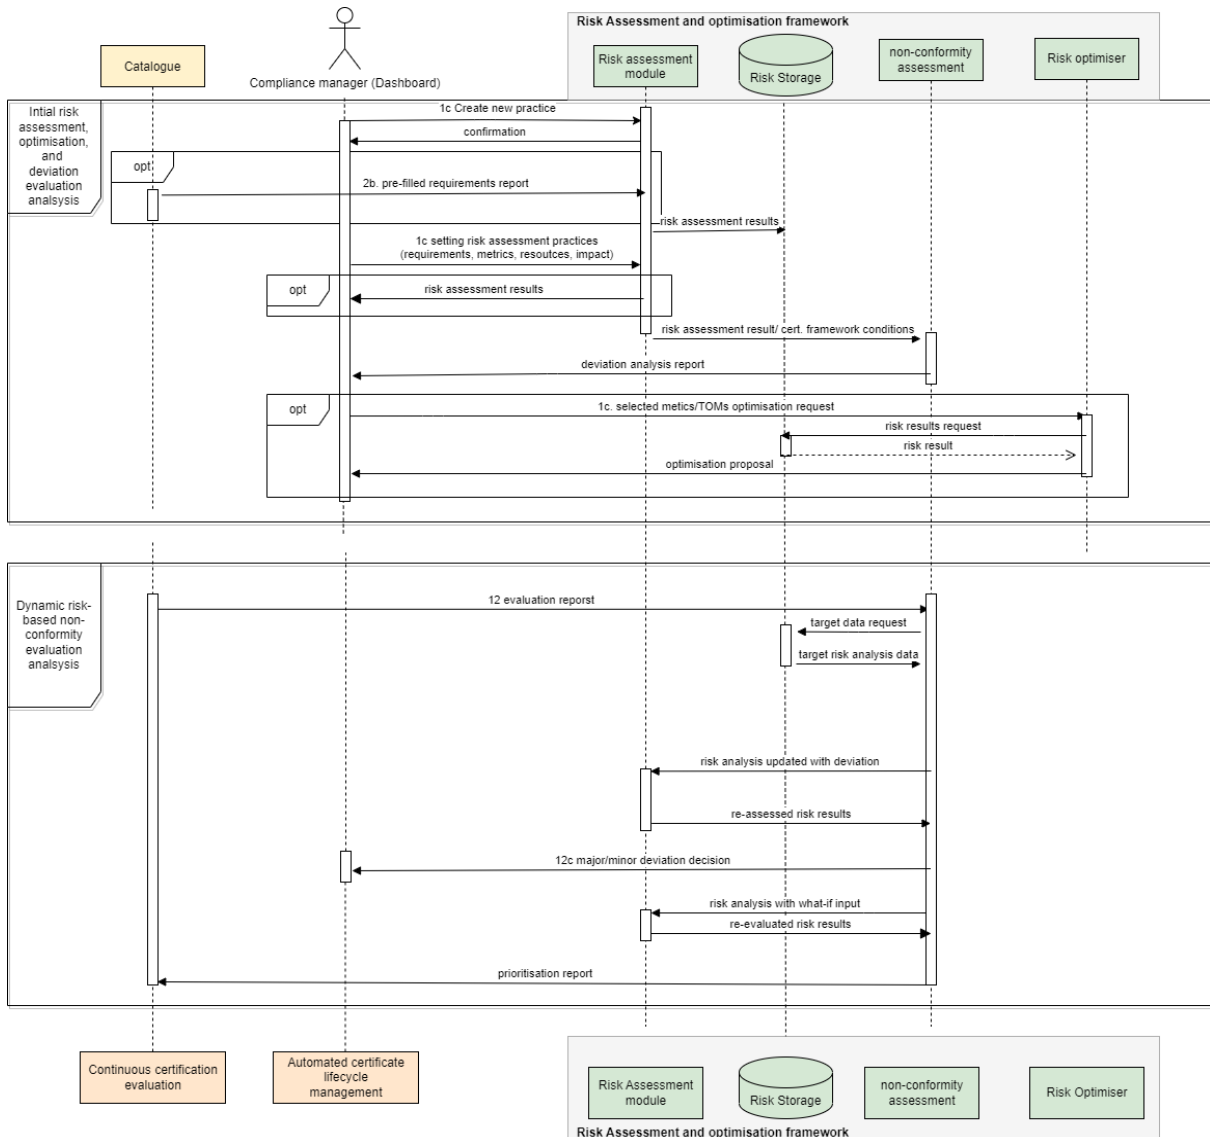 Risk Assessment and optimisation framework
Catalogue
Compliance manager (Dashboard)
Risk assessment
module
Risk Storage
non-conformity
assessment
Risk optimiser
Intial risk
assessment,
optimisation,
and
deviation
evaluation
analsysis
1c Create new practice
confirmation
opt
2b. pre-filled requirements report
risk assessment results
1c setting risk assessment practices
(requirements, metrics, resoutces, impact)
opt
risk assessment results
risk assessment result/ cert. framework conditions
deviation analysis report
opt
1c. selected metics/TOMs optimisation request
risk results request
risk result
optimisation proposal
Dynamic risk-
based non-
conformity
evaluation
analsysis
12 evaluation reporst
target data request
target risk analysis data
risk analysis updated with deviation
re-assessed risk results
12c major/minor deviation decision
risk analysis with what-if input
re-evaluated risk results
prioritisation report
Continuous certification
evaluation
Automated certificate
lifecycle
management
Risk Assessment
module
Risk Storage
non-conformity
assessment
Risk Optimiser
Risk Assessment and optimisation framework